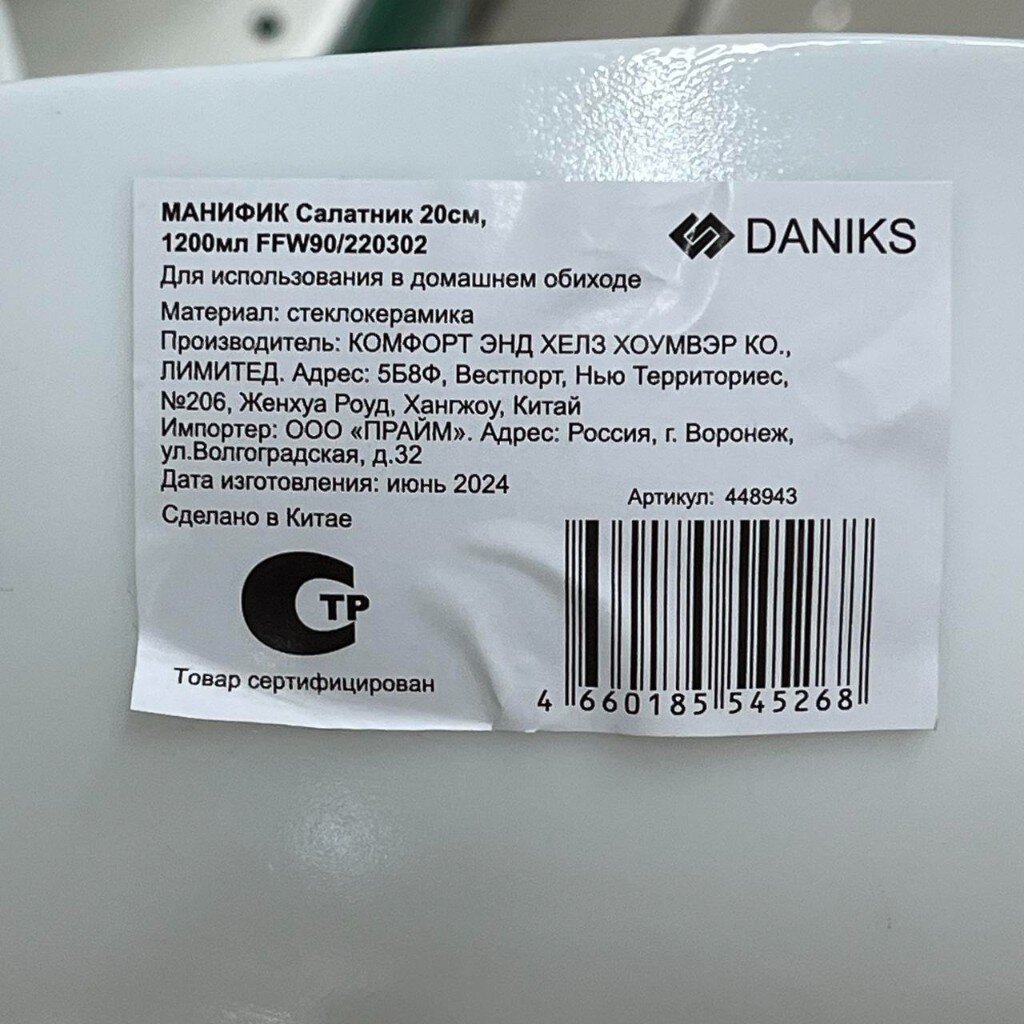 МАНИФИК Салатник 20см,
1200мл FFW90/220302
DANIKS
Для использования в домашнем обиходе
Материал: стеклокерамика
Производитель: КОМФОРТ ЭНД ХЕЛЗ ХОУМВЭР КО.,
ЛИМИТЕД. Адрес: 5Б8Ф, Вестпорт, Нью Территориес,
№206, Женхуа Роуд, Хангжоу, Китай
Импортер: ООО «ПРАЙМ». Адрес: Россия, г. Воронеж,
ул.Волгоградская, д.32
Дата изготовления: июнь 2024
Сделано в Китае
Артикул: 448943
ТР
Товар сертифицирован
4 660185 545268